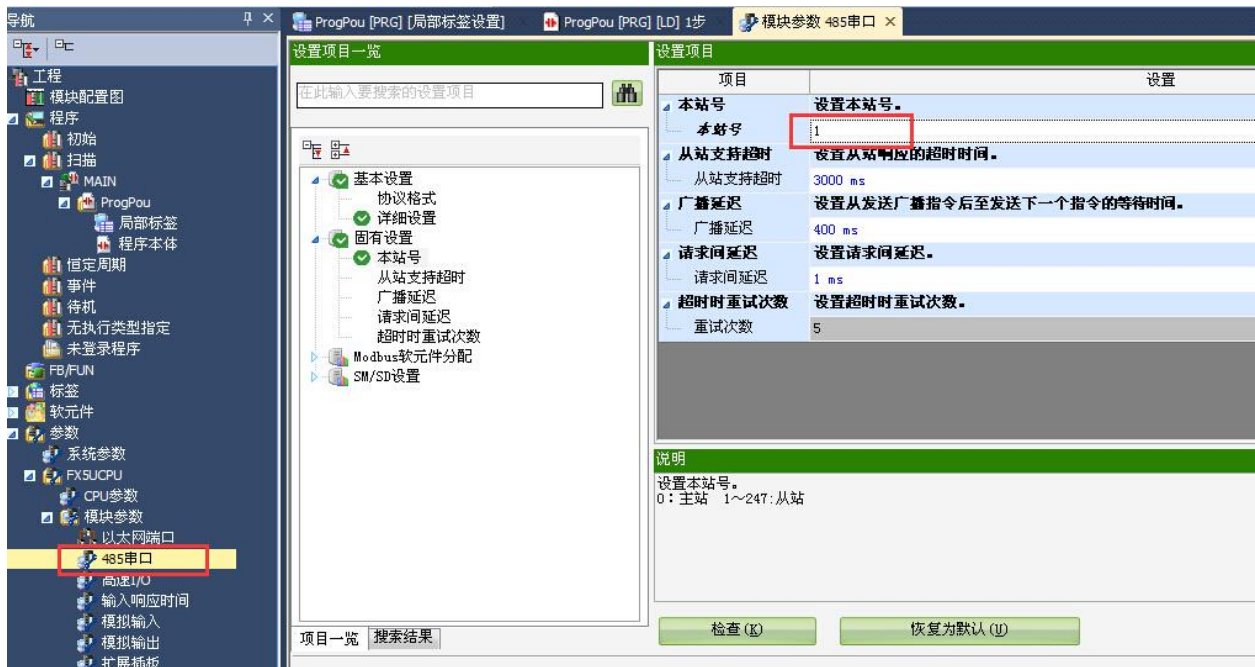 导航
ProgPou [PRG] [局部标签设置]
ProgPou [PRG] [LD] 1步
模块参数 485串口
工程
模块配置图
程序
初始
扫描
MAIN
ProgPou
局部标签
程序本体
恒定周期
事件
待机
无执行类型指定
未登录程序
FB/FUN
标签
软元件
参数
系统参数
FX5UCPU
CPU参数
模块参数
以太网端口
485串口
高速I/O
输入响应时间
模拟输入
模拟输出
扩展插板
设置项目一览
在此输入要搜索的设置项目
基本设置
协议格式
详细设置
固有设置
本站号
从站支持超时
广播延迟
请求间延迟
超时时重试次数
Modbus软元件分配
SM/SD设置
项目一览 搜索结果
设置项目
项目 设置
本站号 设置本站号。
本站号 1
从站支持超时 设置从站响应的超时时间。
从站支持超时 3000 ms
广播延迟 设置从发送广播指令后至发送下一个指令的等待时间。
广播延迟 400 ms
请求间延迟 设置请求间延迟。
请求间延迟 1 ms
超时时重试次数 设置超时时重试次数。
重试次数 5
说明
设置本站号。
0：主站 1～247:从站
检查(K) 恢复为默认(U)